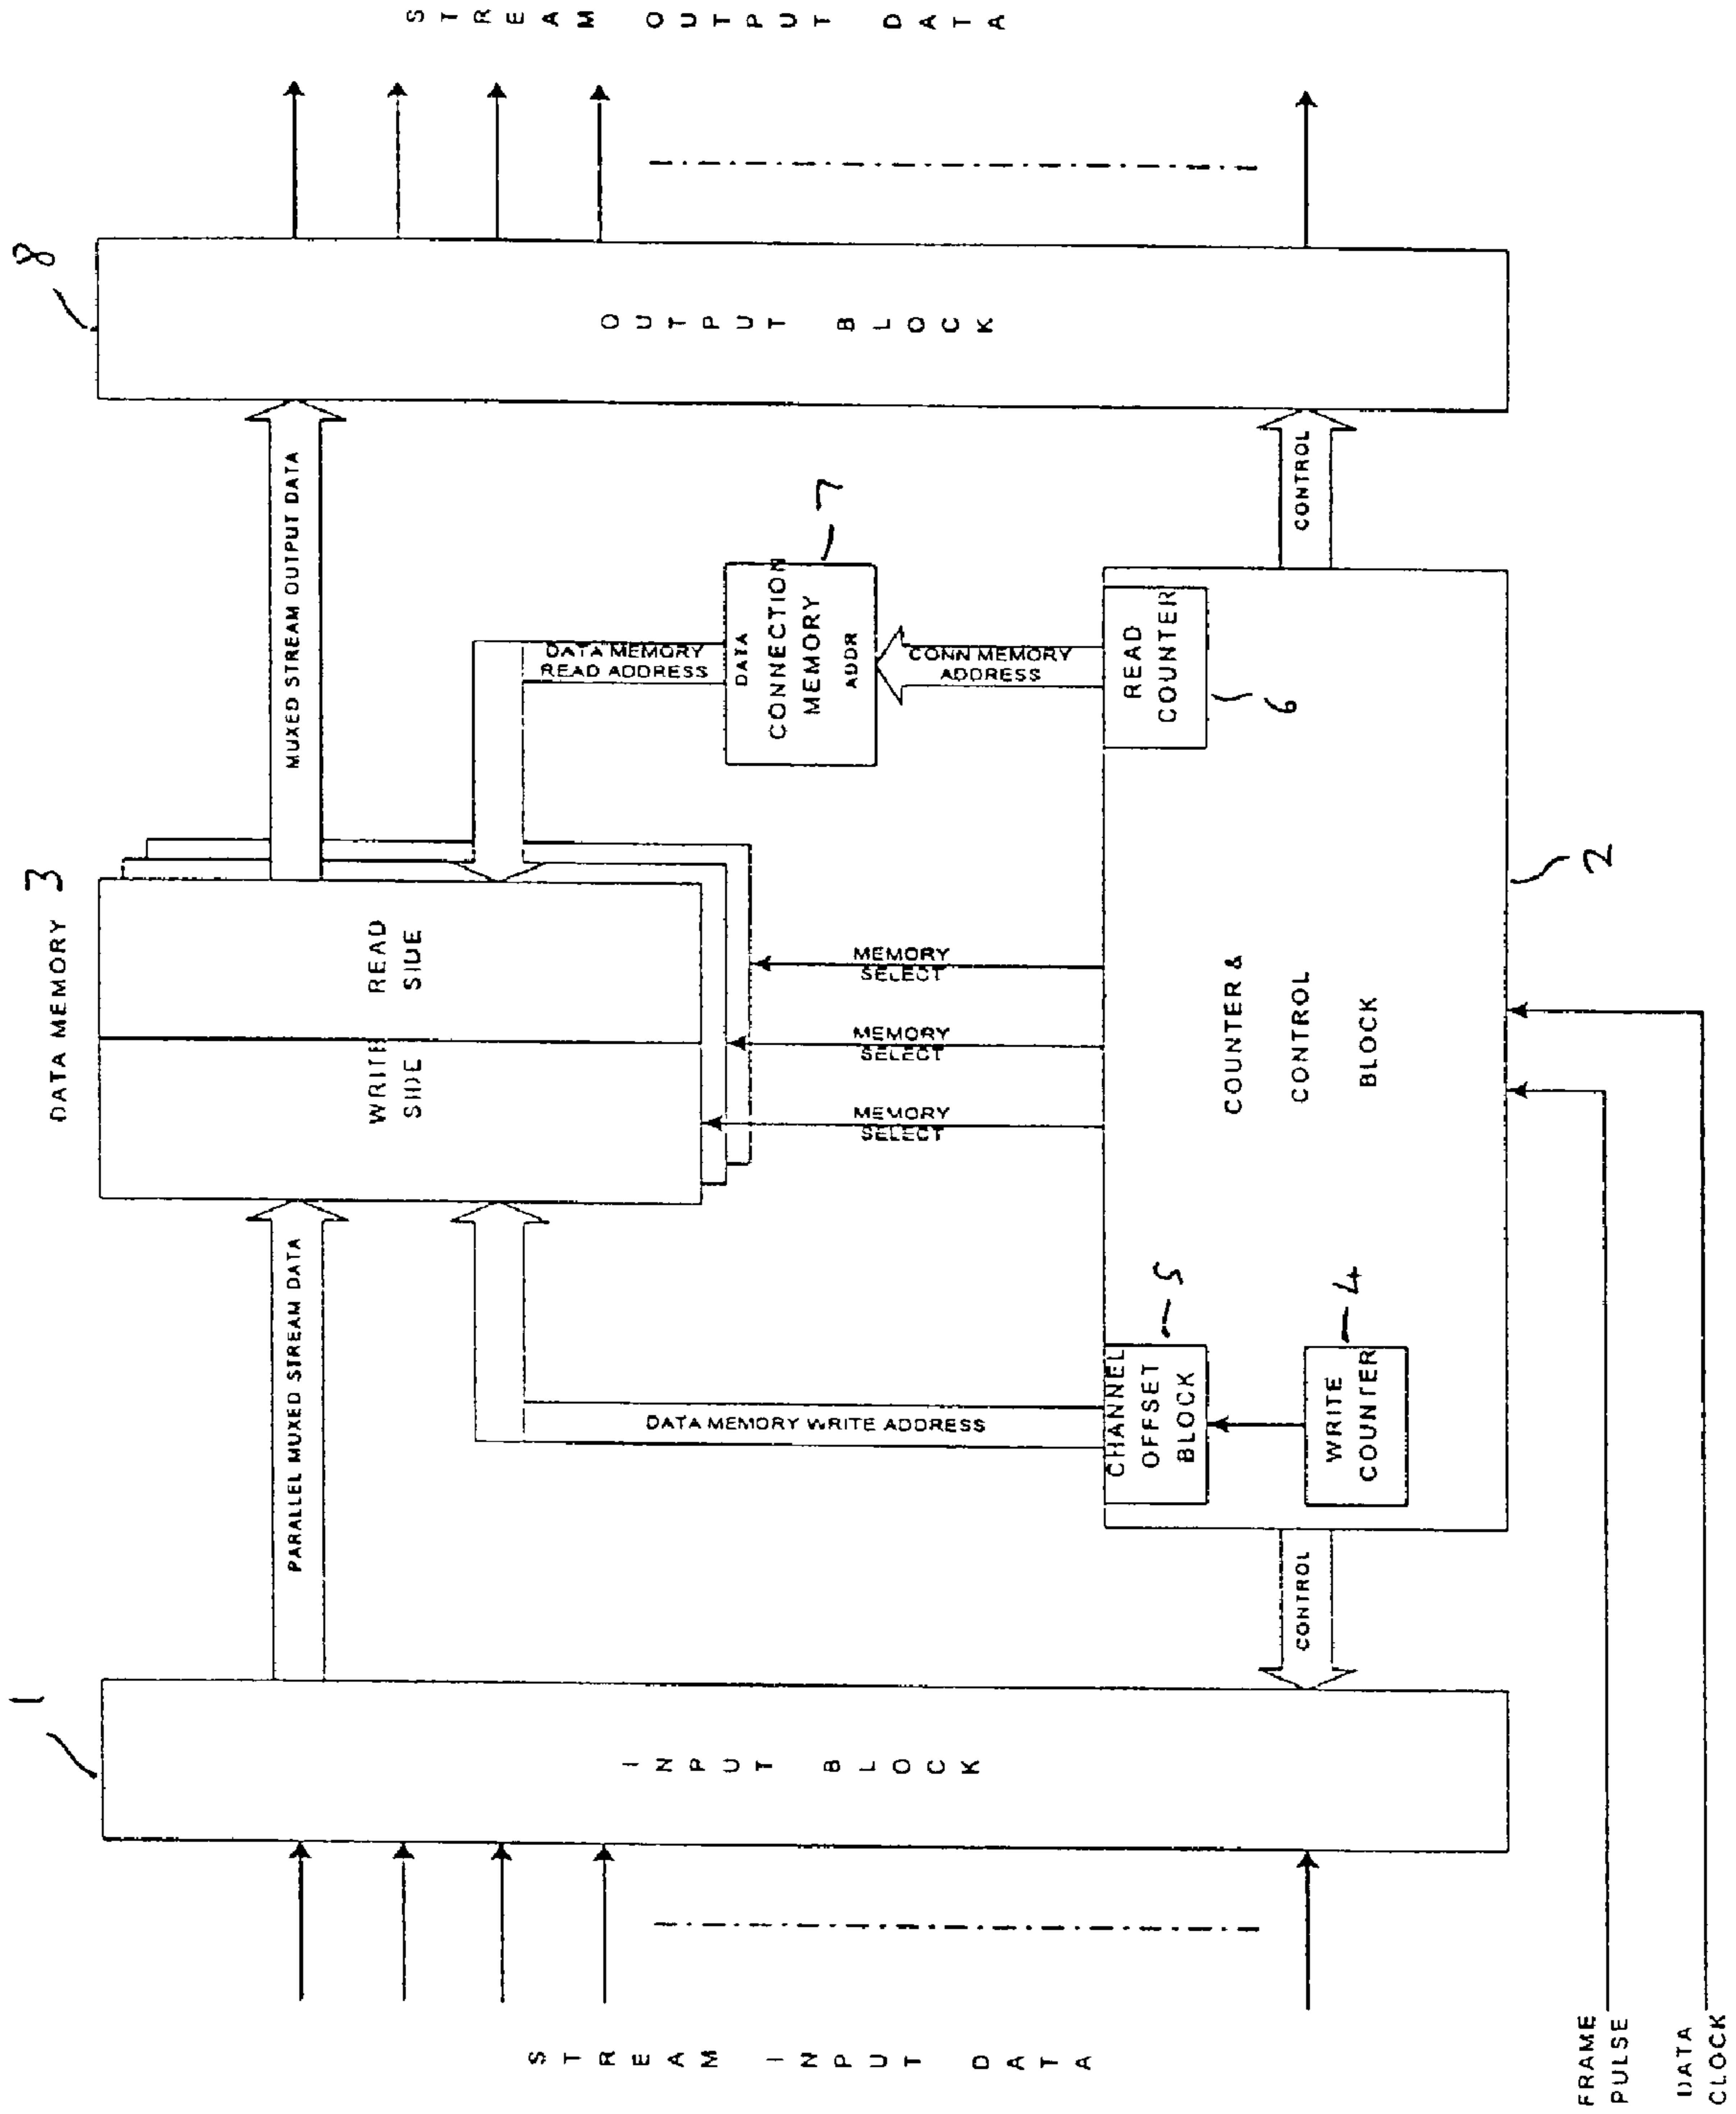 DATA MEMORY 3
8
1
STREAM INPUT DATA
INPUT BLOCK
PARALLEL MUXED STREAM DATA
WRITE
SIDE
READ
SIDE
MUXED STREAM OUTPUT DATA
OUTPUT BLOCK
STREAM OUTPUT DATA
DATA MEMORY WRITE ADDRESS
MEMORY
SELECT
MEMORY
SELECT
MEMORY
SELECT
DATA MEMORY
READ ADDRESS
DATA
CONNECTION
MEMORY
ADDR
7
CONN MEMORY
ADDRESS
CHANNEL
OFFSET
BLOCK
5
WRITE
COUNTER
4
COUNTER &
CONTROL
BLOCK
READ
COUNTER
6
CONTROL
CONTROL
2
FRAME
PULSE
DATA
CLOCK